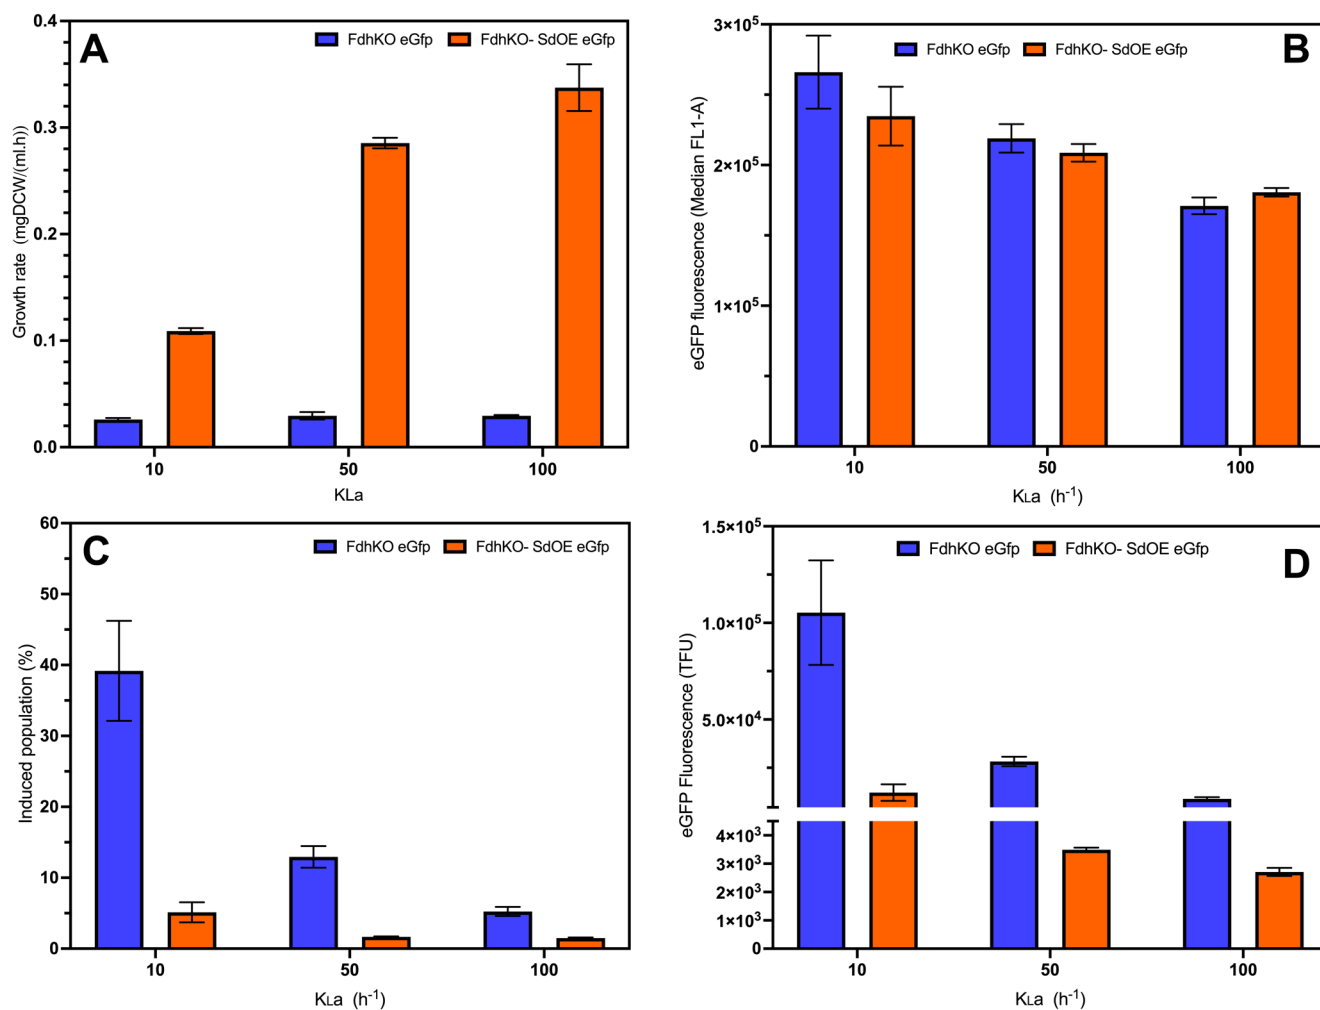 A
FdhKO eGfp
FdhKO- SdOE eGfp
Growth rate (mgDCW/(ml.h))
0.4
0.3
0.2
0.1
0.0
10
50
100
KLa
B
FdhKO eGfp
FdhKO- SdOE eGfp
eGFP fluorescence (Median FL1-A)
3×10⁵
2×10⁵
1×10⁵
0
10
50
100
KLa (h⁻¹)
C
FdhKO eGfp
FdhKO- SdOE eGfp
Induced population (%)
60
50
40
30
20
10
0
10
50
100
KLa (h⁻¹)
D
FdhKO eGfp
FdhKO- SdOE eGfp
eGFP Fluorescence (TFU)
1.5×10⁵
1.0×10⁵
5.0×10⁴
4×10³
3×10³
2×10³
1×10³
0
10
50
100
KLa (h⁻¹)